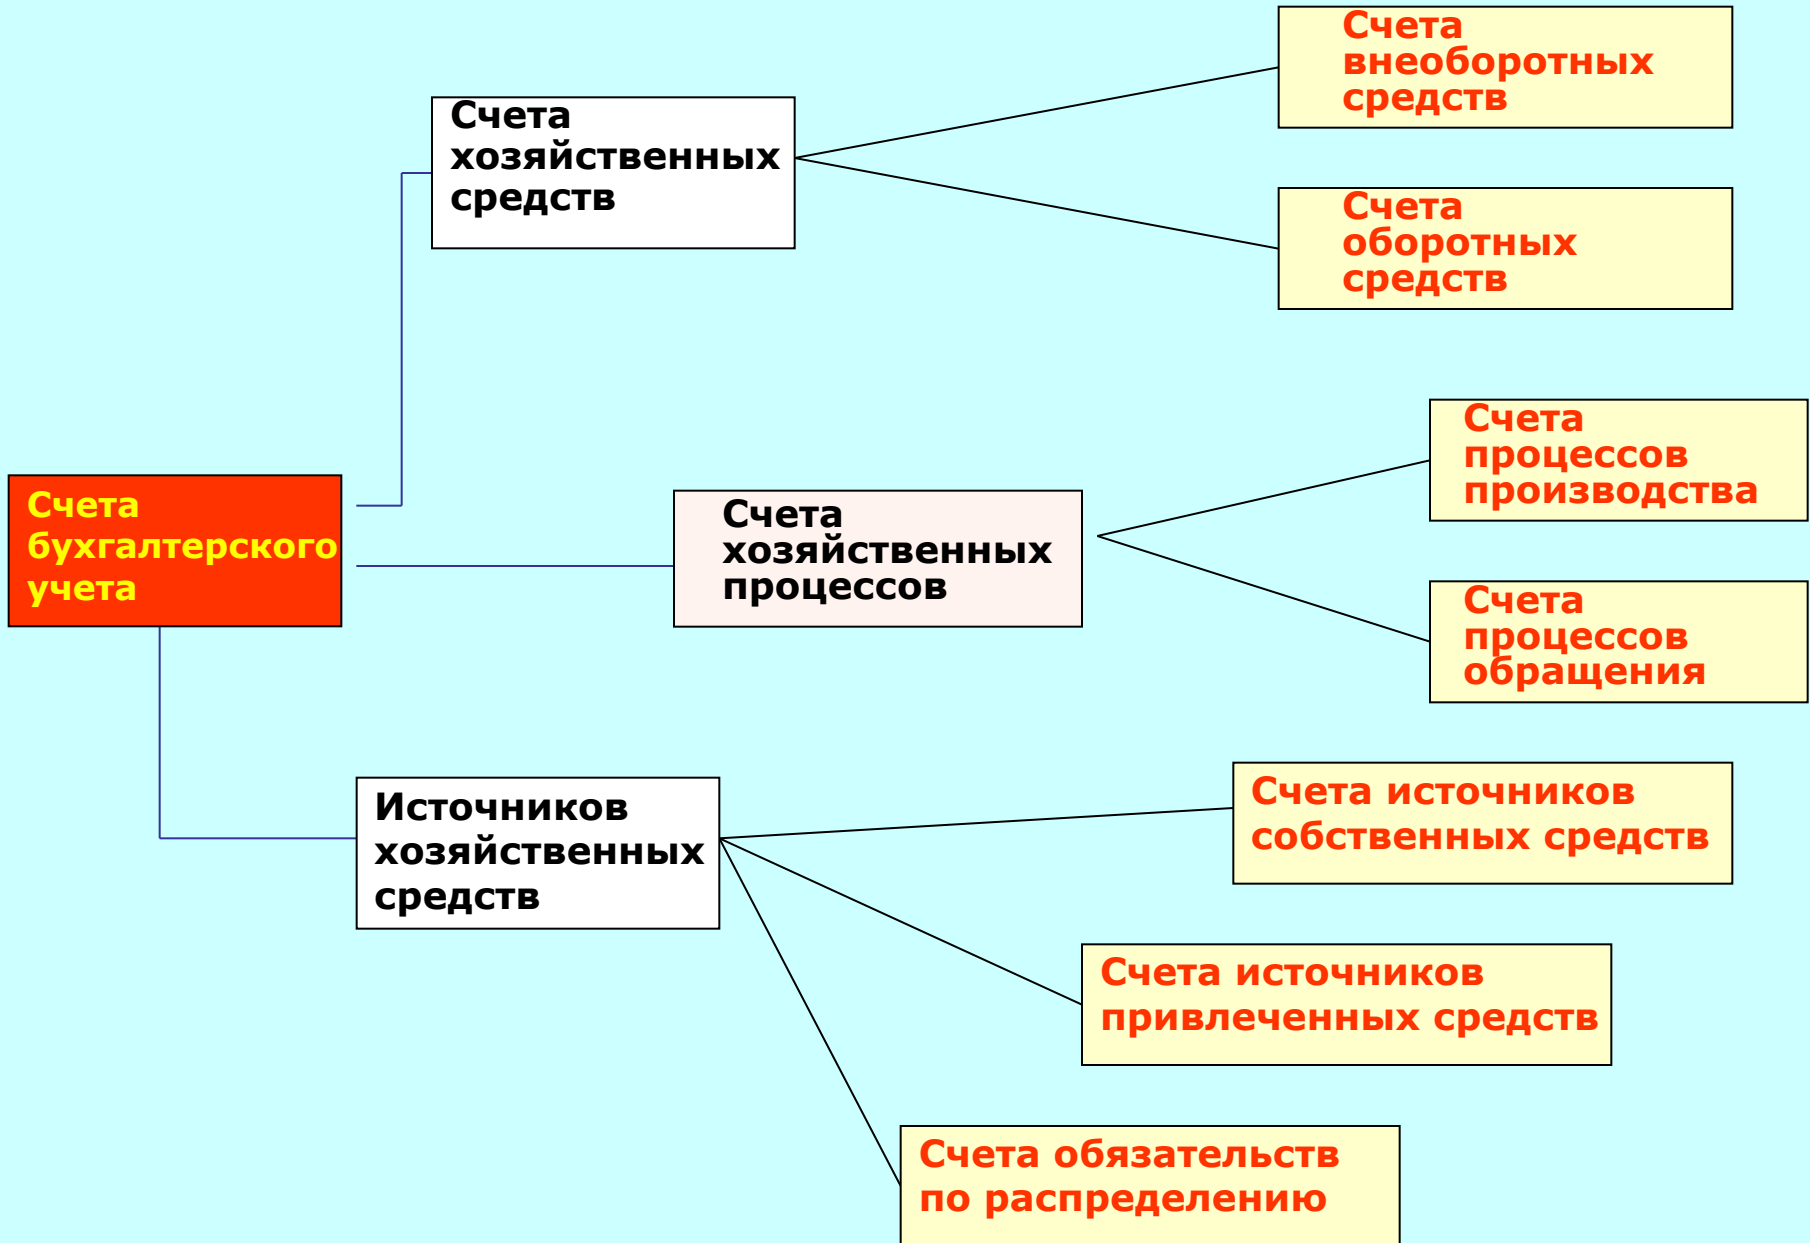 Счета
внеоборотных
средств
Счета
хозяйственных
средств
Счета
оборотных
средств
Счета
процессов
производства
Счета
бухгалтерского
учета
Счета
хозяйственных
процессов
Счета
процессов
обращения
Источников
хозяйственных
средств
Счета источников
собственных средств
Счета источников
привлеченных средств
Счета обязательств
по распределению